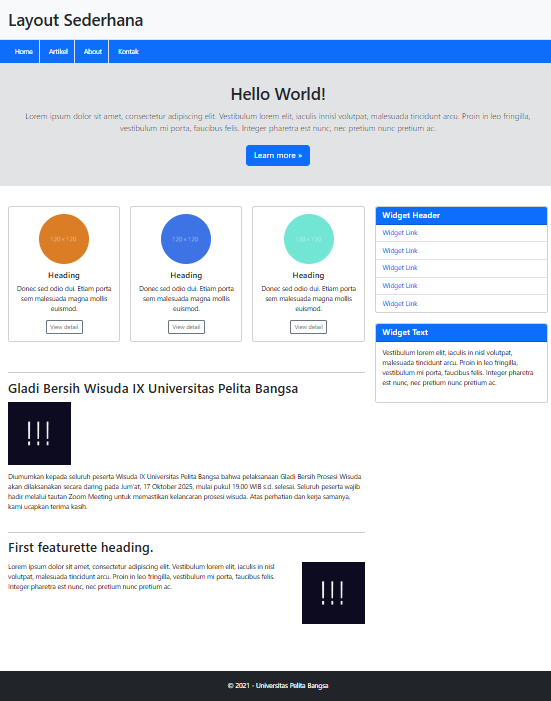 Layout Sederhana
Home Artikel About Kontak
Hello World!
Lorem ipsum dolor sit amet, consectetur adipiscing elit. Vestibulum lorem elit, iaculis innisl volutpat, malesuada tincidunt arcu. Proin in leo fringilla,
vestibulum mi porta, faucibus felis. Integer pharetra est nunc, nec pretium nunc pretium ac.
Learn more »
120 × 120
Heading
Donec sed odio dui. Etiam porta
sem malesuada magna mollis
euismod.
View detail
120 × 120
Heading
Donec sed odio dui. Etiam porta
sem malesuada magna mollis
euismod.
View detail
120 × 120
Heading
Donec sed odio dui. Etiam porta
sem malesuada magna mollis
euismod.
View detail
Widget Header
Widget Link
Widget Link
Widget Link
Widget Link
Widget Link
Widget Text
Vestibulum lorem elit, iaculis in nisl volutpat,
malesuada tincidunt arcu. Proin in leo fringilla,
vestibulum mi porta, faucibus felis. Integer pharetra
est nunc, nec pretium nunc pretium ac.
Gladi Bersih Wisuda IX Universitas Pelita Bangsa
!!!
Diumumkan kepada seluruh peserta Wisuda IX Universitas Pelita Bangsa bahwa pelaksanaan Gladi Bersih Prosesi Wisuda
akan dilaksanakan secara daring pada Jum'at, 17 Oktober 2025, mulai pukul 19.00 WIB s.d. selesai. Seluruh peserta wajib
hadir melalui tautan Zoom Meeting untuk memastikan kelancaran prosesi wisuda. Atas perhatian dan kerja samanya,
kami ucapkan terima kasih.
First featurette heading.
Lorem ipsum dolor sit amet, consectetur adipiscing elit. Vestibulum lorem elit, iaculis in nisl
volutpat, malesuada tincidunt arcu. Proin in leo fringilla, vestibulum mi porta, faucibus felis.
Integer pharetra est nunc, nec pretium nunc pretium ac.
!!!
© 2021 - Universitas Pelita Bangsa